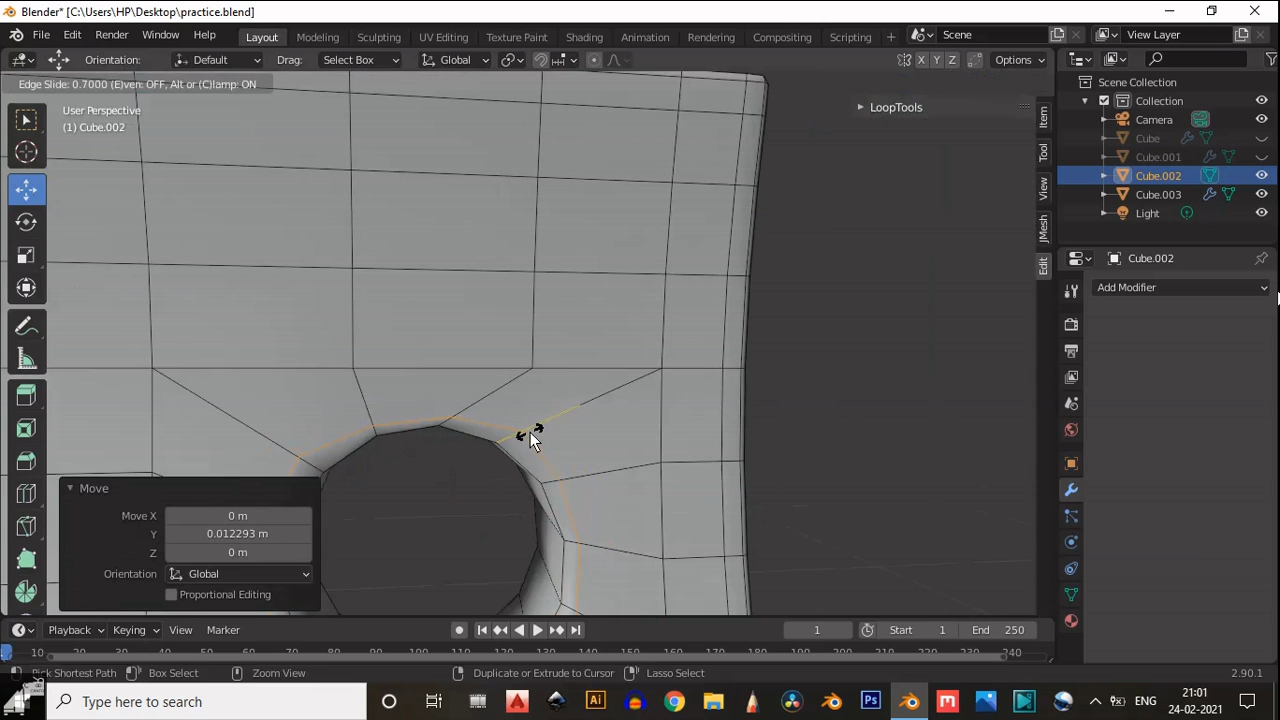 Blender* [C:\Users\HP\Desktop\practice.blend]
File Edit Render Window Help Layout Modeling Sculpting UV Editing Texture Paint Shading Animation Rendering Compositing Scripting + Scene View Layer
Orientation: Default Drag: Select Box Global X Y Z Options
Edge Slide: 0.7000 (E)ven: OFF, Alt or (C)lamp: ON
User Perspective
(1) Cube.002
LoopTools
Item
Tool
View
JMesh
Edit
Scene Collection
Collection
Camera
Cube
Cube.001
Cube.002
Cube.003
Light
Cube.002
Add Modifier
Move
Move X 0 m
Y 0.012293 m
Z 0 m
Orientation Global
Proportional Editing
Playback Keying View Marker 1 Start 1 End 250
10 20 30 40 50 60 70 80 90 100 110 120 130 140 150 160 170 180 190 200 210 220 230 240
Pick Shortest Path Box Select Zoom View Duplicate or Extrude to Cursor Lasso Select 2.90.1
Type here to search ENG 21:01
24-02-2021